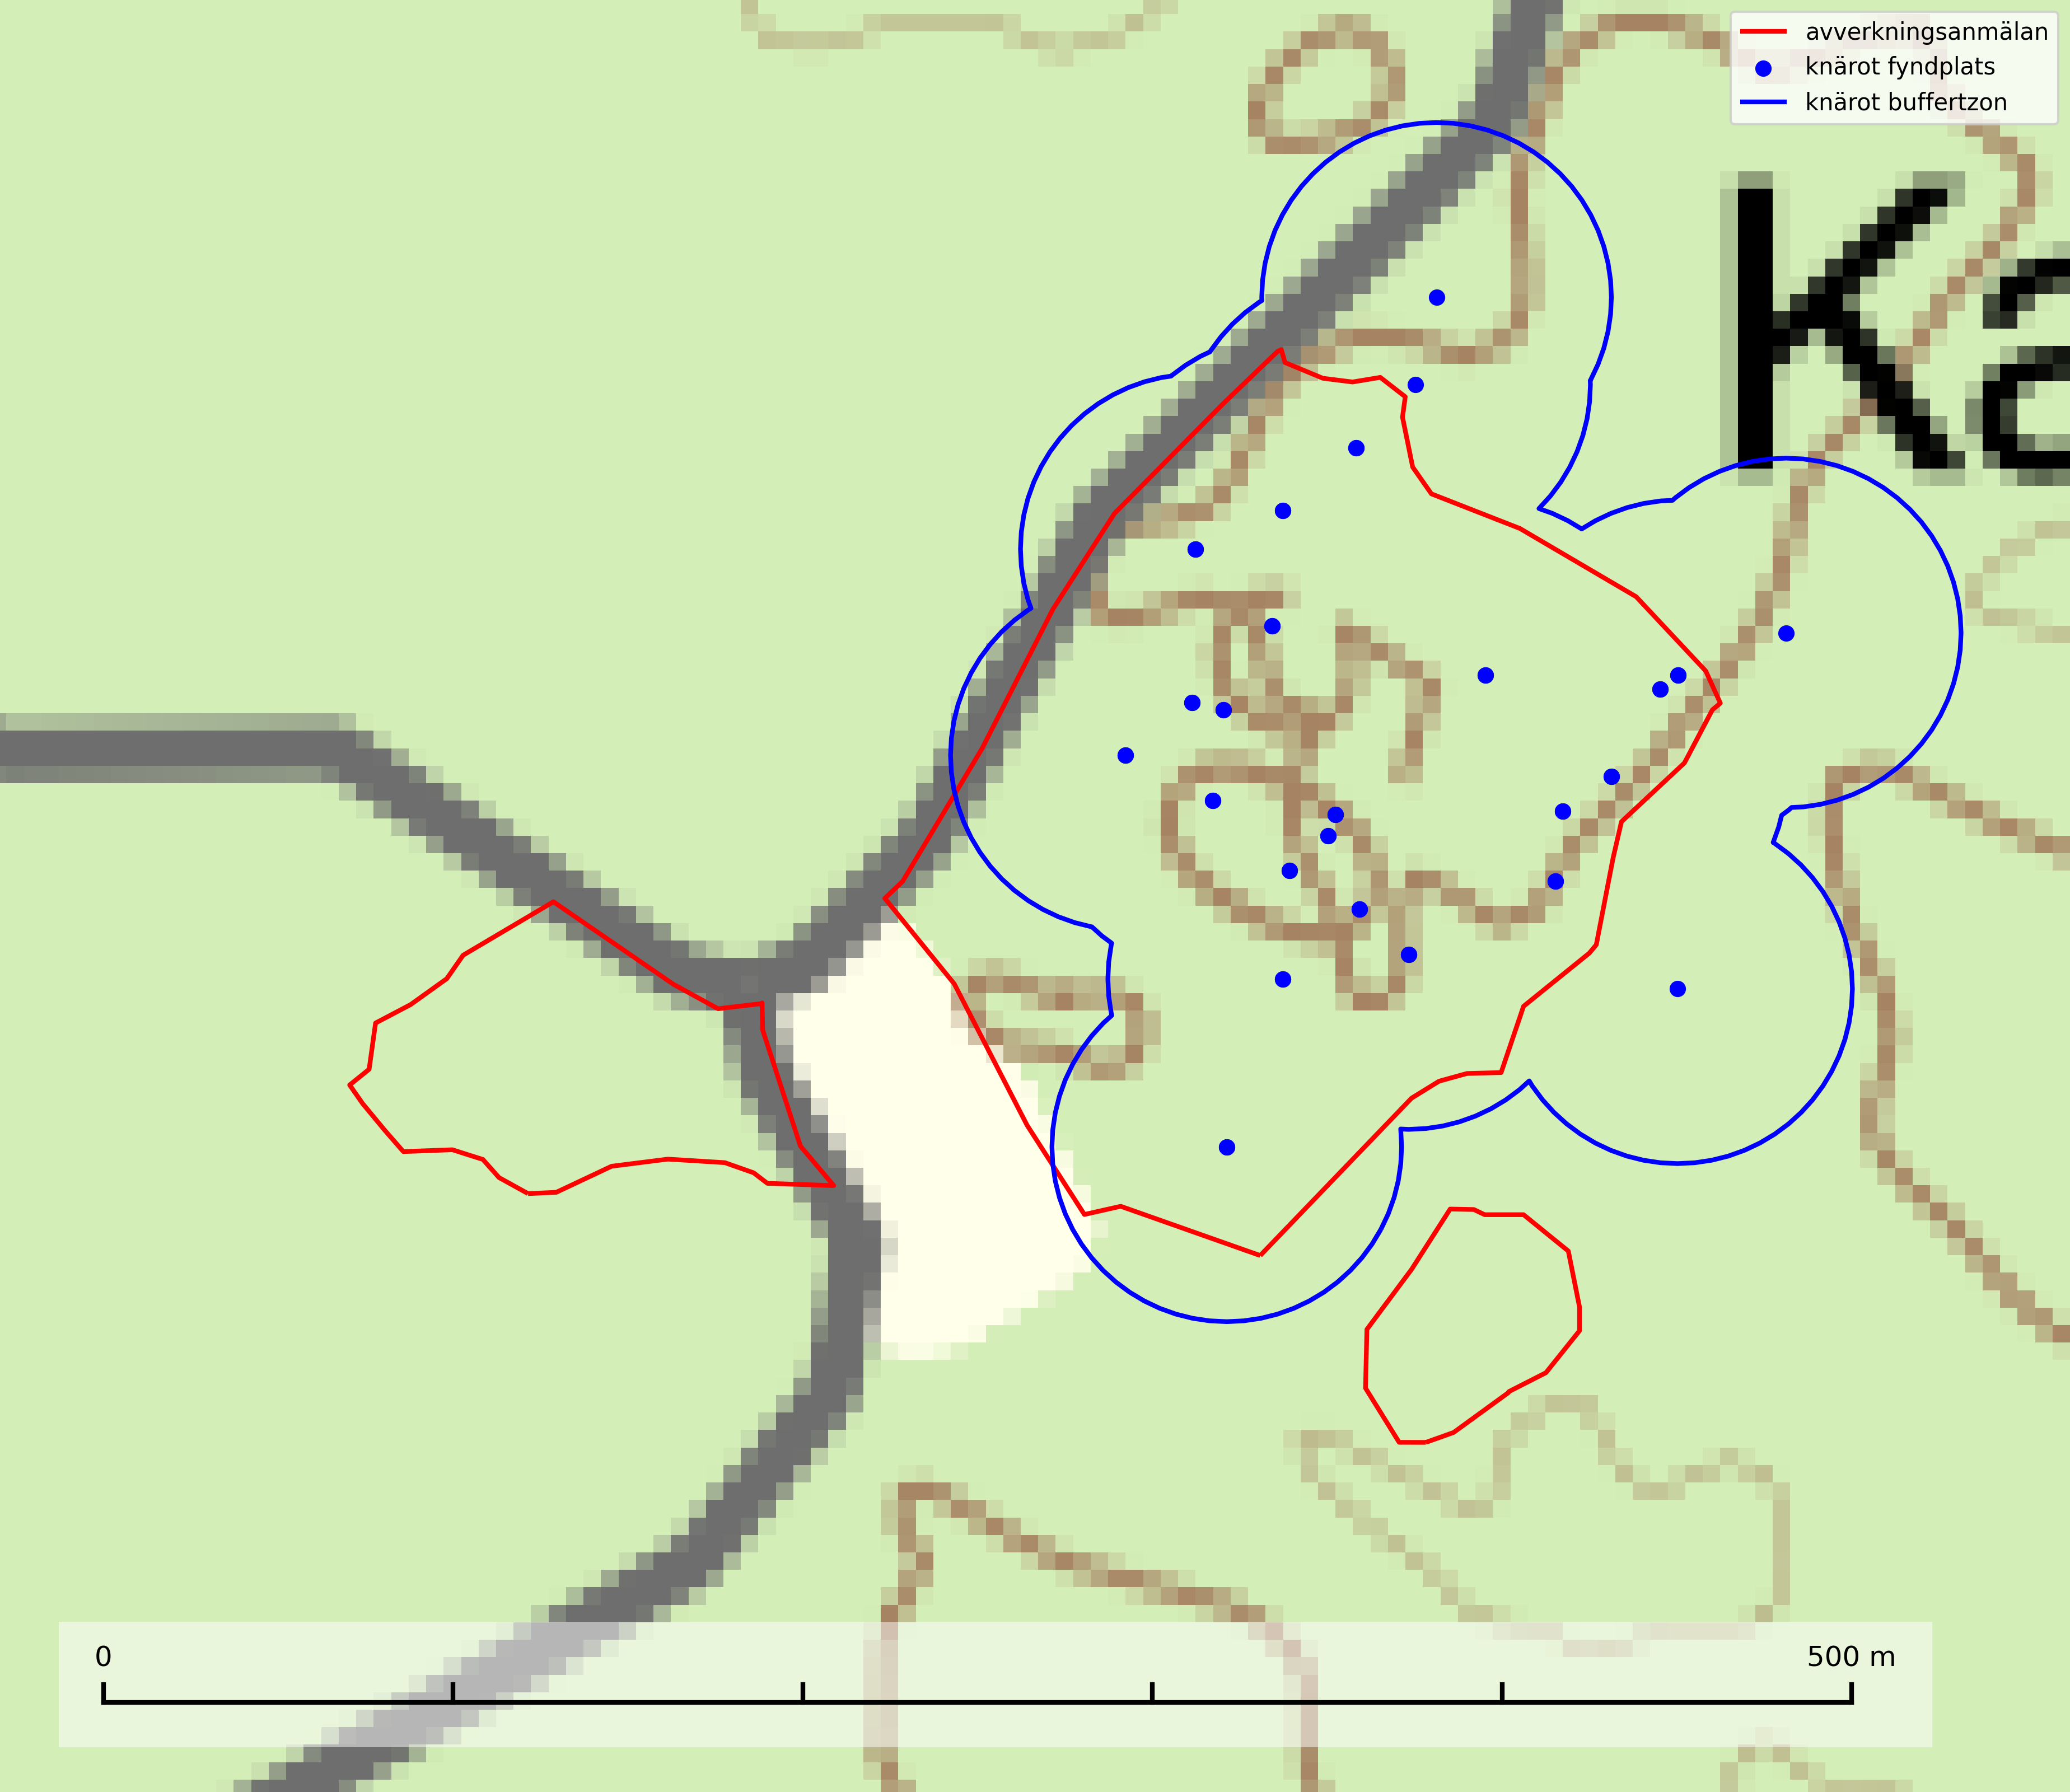 avverkningsanmälan
knärot fyndplats
knärot buffertzon
0
500 m